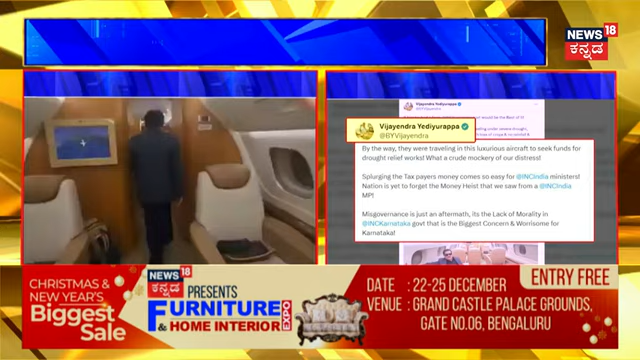 NEWS 18
ಕನ್ನಡ
Vijayendra Yediyurappa
@BYVijayendra
By the way, they were traveling in this luxurious aircraft to seek funds for
drought relief works! What a crude mockery of our distress!
Splurging the Tax payers money comes so easy for @INCIndia ministers!
Nation is yet to forget the Money Heist that we saw from a @INCIndia
MP!
Misgovernance is just an aftermath, its the Lack of Morality in
@INCKarnataka govt that is the Biggest Concern & Worrisome for
Karnataka!
CHRISTMAS &
NEW YEAR'S
Biggest
Sale
NEWS 18
ಕನ್ನಡ
PRESENTS
FURNITURE
& HOME INTERIOR
EXPO
DATE : 22-25 DECEMBER
VENUE : GRAND CASTLE PALACE GROUNDS,
GATE NO.06, BENGALURU
ENTRY FREE